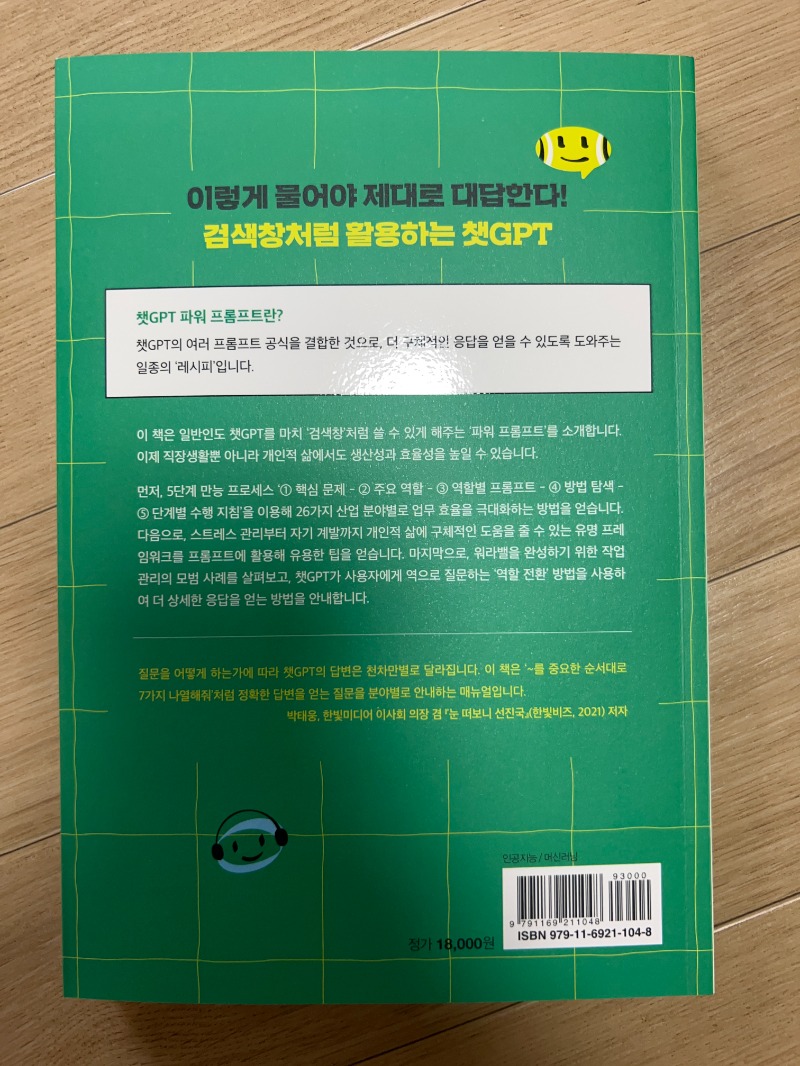 이렇게 물어야 제대로 대답한다!
검색창처럼 활용하는 챗GPT
챗GPT 파워 프롬프트란?
챗GPT의 여러 프롬프트 공식을 결합한 것으로, 더 구체적인 응답을 얻을 수 있도록 도와주는
일종의 '레시피'입니다.
이 책은 일반인도 챗GPT를 마치 '검색창'처럼 쓸 수 있게 해주는 '파워 프롬프트'를 소개합니다.
이제 직장생활뿐 아니라 개인적 삶에서도 생산성과 효율성을 높일 수 있습니다.
먼저, 5단계 만능 프로세스 '① 핵심 문제 – ② 주요 역할 – ③ 역할별 프롬프트 – ④ 방법 탐색 –
⑤ 단계별 수행 지침'을 이용해 26가지 산업 분야별로 업무 효율을 극대화하는 방법을 얻습니다.
다음으로, 스트레스 관리부터 자기 계발까지 개인적 삶에 구체적인 도움을 줄 수 있는 유명 프레
임워크를 프롬프트에 활용해 유용한 팁을 얻습니다. 마지막으로, 워라밸을 완성하기 위한 작업
관리의 모범 사례를 살펴보고, 챗GPT가 사용자에게 역으로 질문하는 '역할 전환' 방법을 사용하
여 더 상세한 응답을 얻는 방법을 안내합니다.
질문을 어떻게 하는가에 따라 챗GPT의 답변은 천차만별로 달라집니다. 이 책은 '~를 중요한 순서대로
7가지 나열해줘'처럼 정확한 답변을 얻는 질문을 분야별로 안내하는 매뉴얼입니다.
박태웅, 한빛미디어 이사회 의장 겸 『눈 떠보니 선진국』(한빛비즈, 2021) 저자
인공지능 / 머신러닝
93000
9 791169 211048
ISBN 979-11-6921-104-8
정가 18,000원